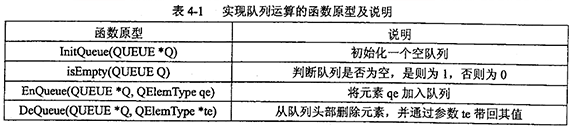 表 4-1 实现队列运算的函数原型及说明
函数原型 说明
InitQueue(QUEUE *Q) 初始化一个空队列
isEmpty(QUEUE Q) 判断队列是否为空，是则为 1，否则为 0
EnQueue(QUEUE *Q, QElemType qe) 将元素 qe 加入队列
DeQueue(QUEUE *Q, QElemType *te) 从队列头部删除元素，并通过参数 te 带回其值